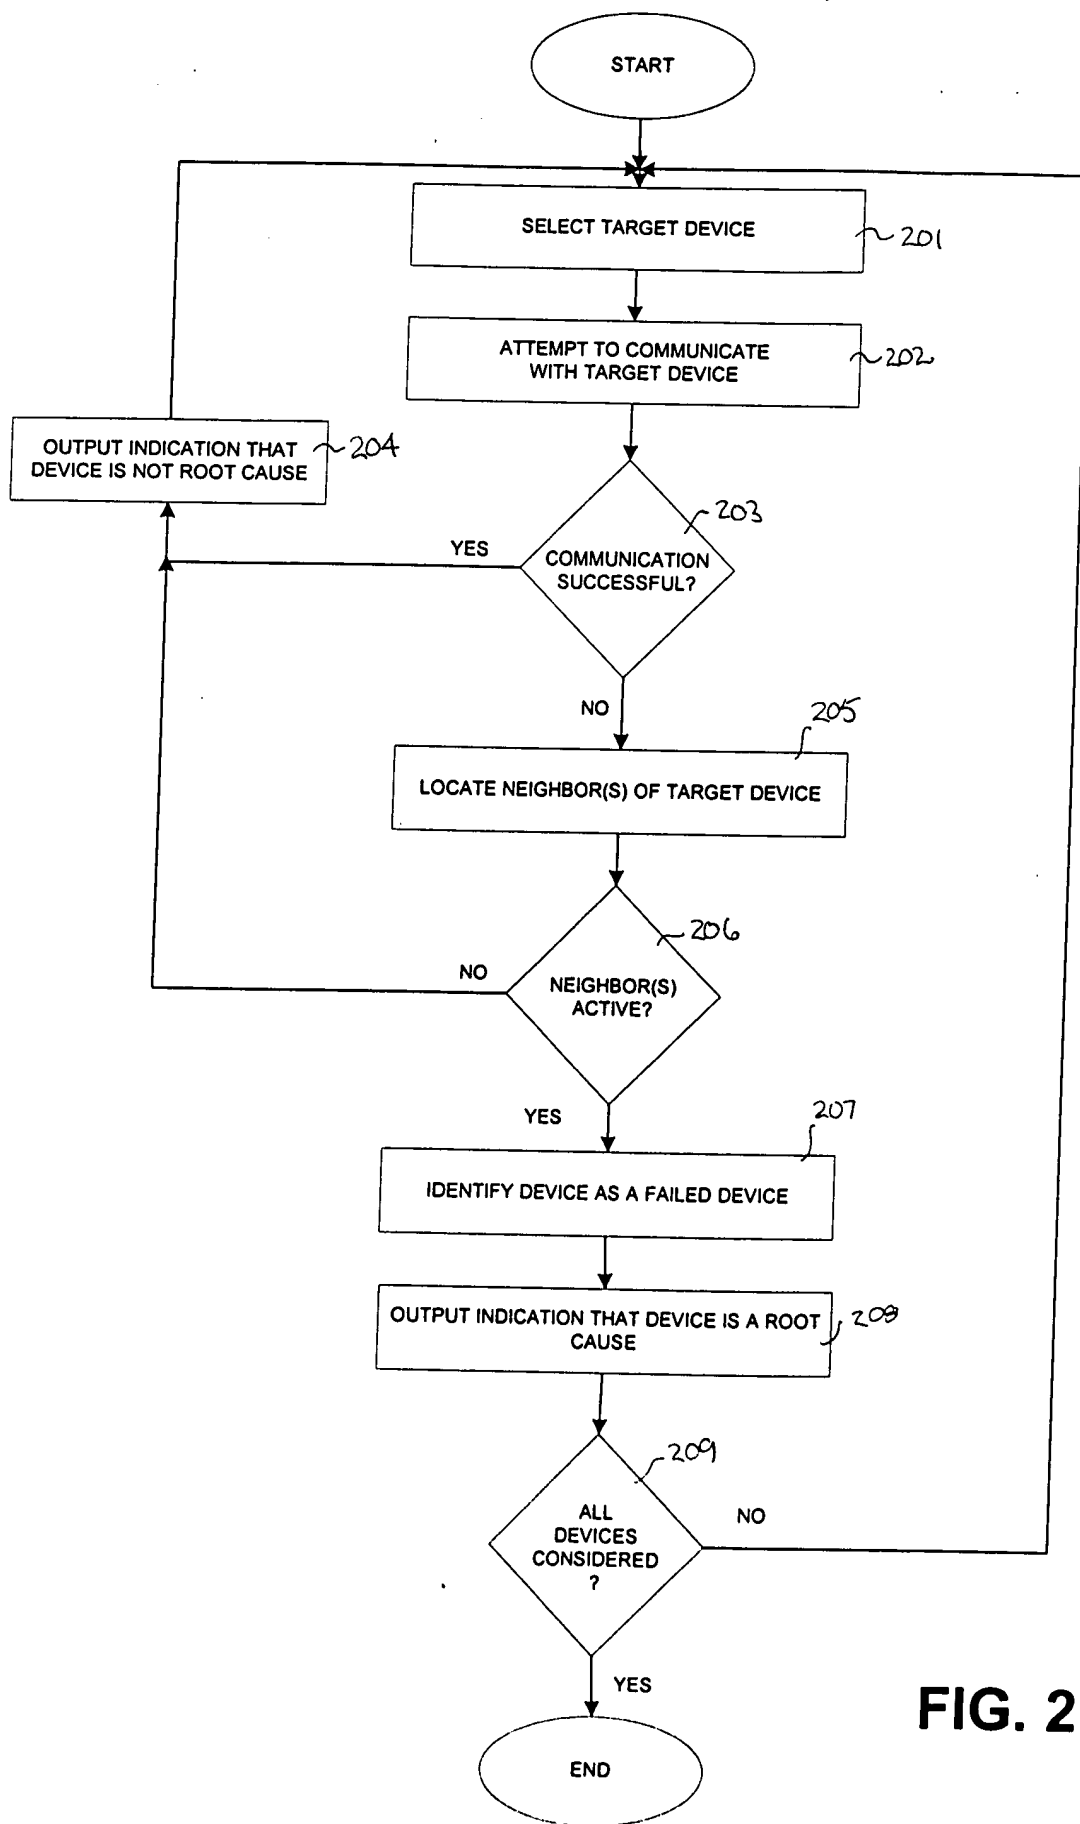 START
SELECT TARGET DEVICE
201
ATTEMPT TO COMMUNICATE
WITH TARGET DEVICE
202
OUTPUT INDICATION THAT
DEVICE IS NOT ROOT CAUSE
204
203
YES
COMMUNICATION
SUCCESSFUL?
NO
205
LOCATE NEIGHBOR(S) OF TARGET DEVICE
206
NO
NEIGHBOR(S)
ACTIVE?
YES
207
IDENTIFY DEVICE AS A FAILED DEVICE
OUTPUT INDICATION THAT DEVICE IS A ROOT
CAUSE
208
209
ALL
DEVICES
CONSIDERED
?
NO
YES
FIG. 2
END